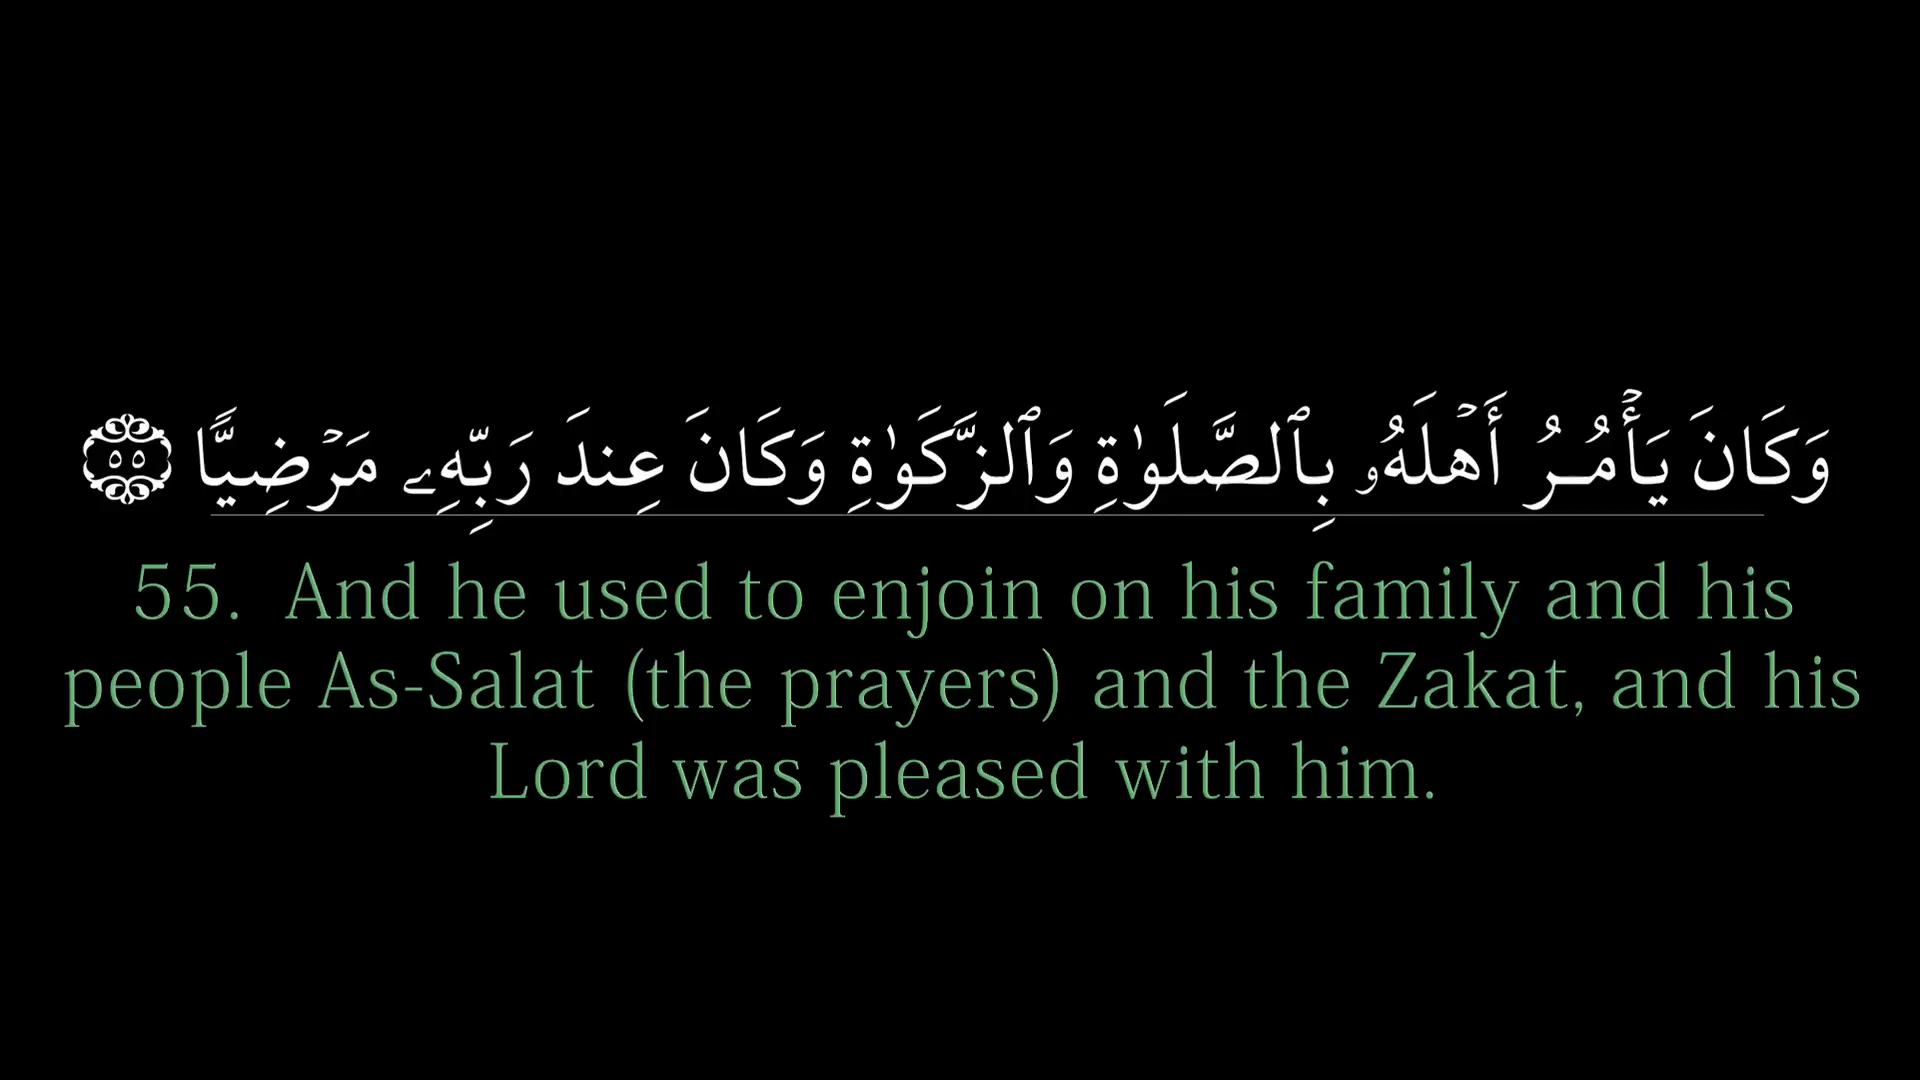 وَكَانَ يَأۡمُرُ أَهۡلَهُۥ بِٱلصَّلَوٰةِ وَٱلزَّكَوٰةِ وَكَانَ عِندَ رَبِّهِۦ مَرۡضِيّٗا ٥٥
55. And he used to enjoin on his family and his
people As-Salat (the prayers) and the Zakat, and his
Lord was pleased with him.